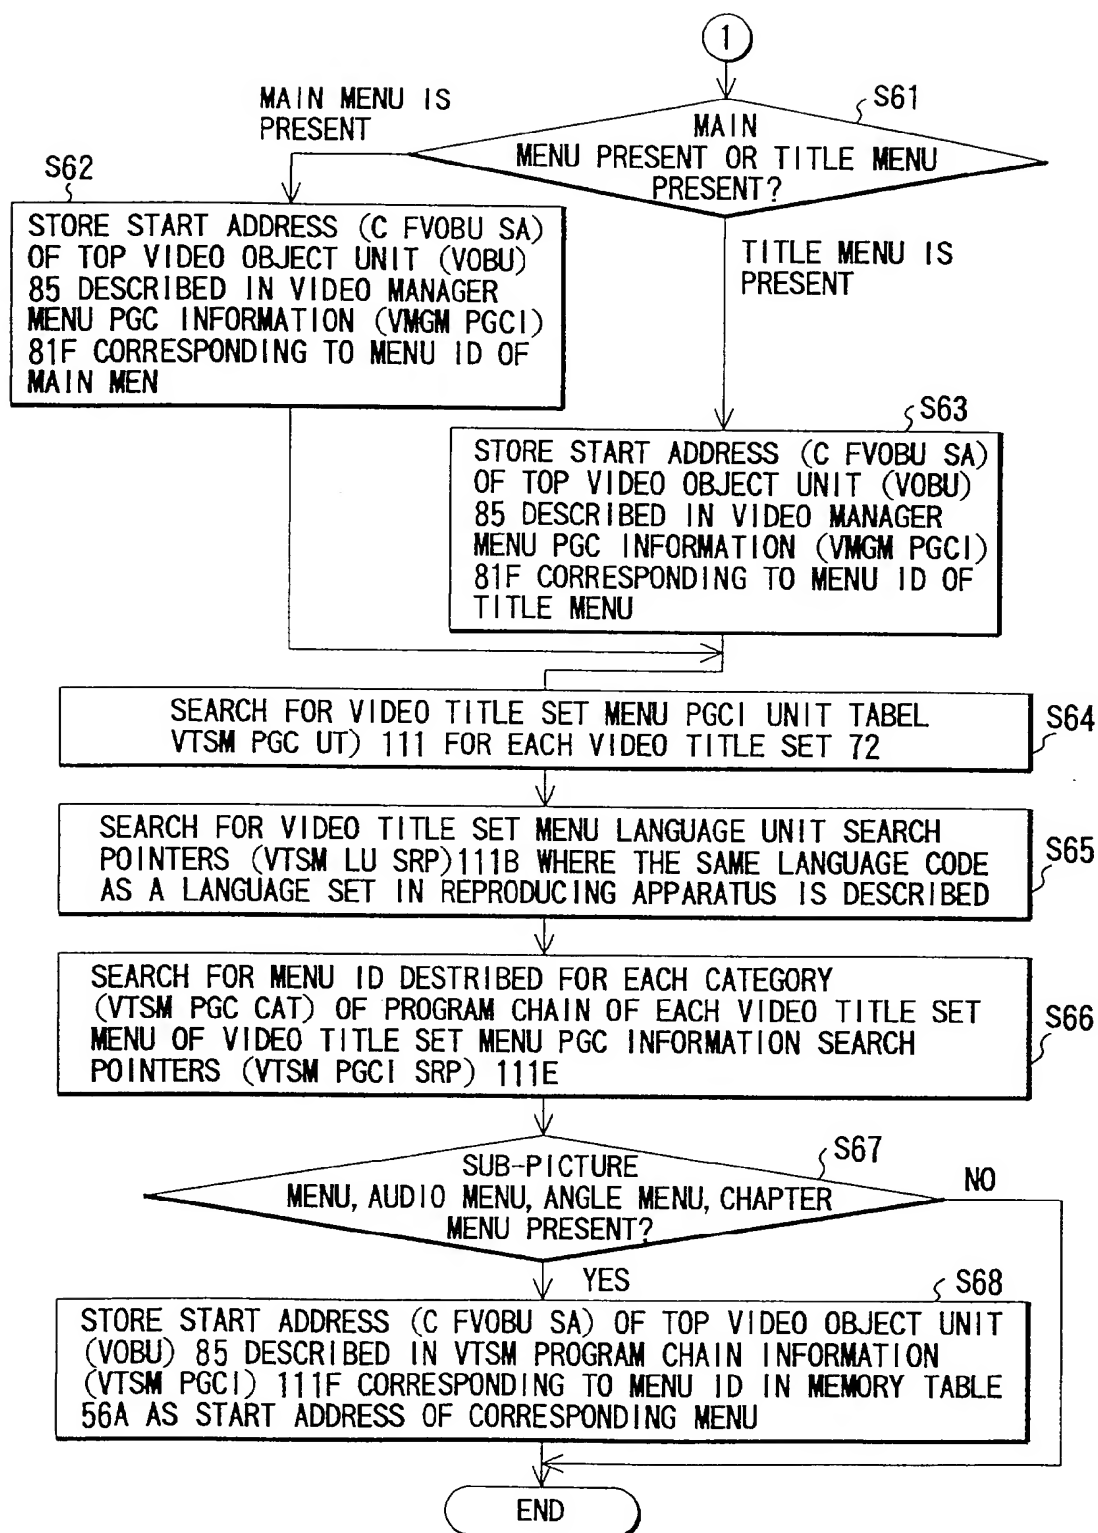 1
S61
MAIN
MENU PRESENT OR TITLE MENU
PRESENT?
MAIN MENU IS
PRESENT
S62
STORE START ADDRESS (C FVOBU SA)
OF TOP VIDEO OBJECT UNIT (VOBU)
85 DESCRIBED IN VIDEO MANAGER
MENU PGC INFORMATION (VMGM PGCI)
81F CORRESPONDING TO MENU ID OF
MAIN MEN
TITLE MENU IS
PRESENT
S63
STORE START ADDRESS (C FVOBU SA)
OF TOP VIDEO OBJECT UNIT (VOBU)
85 DESCRIBED IN VIDEO MANAGER
MENU PGC INFORMATION (VMGM PGCI)
81F CORRESPONDING TO MENU ID OF
TITLE MENU
SEARCH FOR VIDEO TITLE SET MENU PGCI UNIT TABEL
VTSM PGC UT) 111 FOR EACH VIDEO TITLE SET 72
S64
SEARCH FOR VIDEO TITLE SET MENU LANGUAGE UNIT SEARCH
POINTERS (VTSM LU SRP)111B WHERE THE SAME LANGUAGE CODE
AS A LANGUAGE SET IN REPRODUCING APPARATUS IS DESCRIBED
S65
SEARCH FOR MENU ID DESTRIBED FOR EACH CATEGORY
(VTSM PGC CAT) OF PROGRAM CHAIN OF EACH VIDEO TITLE SET
MENU OF VIDEO TITLE SET MENU PGC INFORMATION SEARCH
POINTERS (VTSM PGCI SRP) 111E
S66
S67
SUB-PICTURE
MENU, AUDIO MENU, ANGLE MENU, CHAPTER
MENU PRESENT?
NO
YES
S68
STORE START ADDRESS (C FVOBU SA) OF TOP VIDEO OBJECT UNIT
(VOBU) 85 DESCRIBED IN VTSM PROGRAM CHAIN INFORMATION
(VTSM PGCI) 111F CORRESPONDING TO MENU ID IN MEMORY TABLE
56A AS START ADDRESS OF CORRESPONDING MENU
END